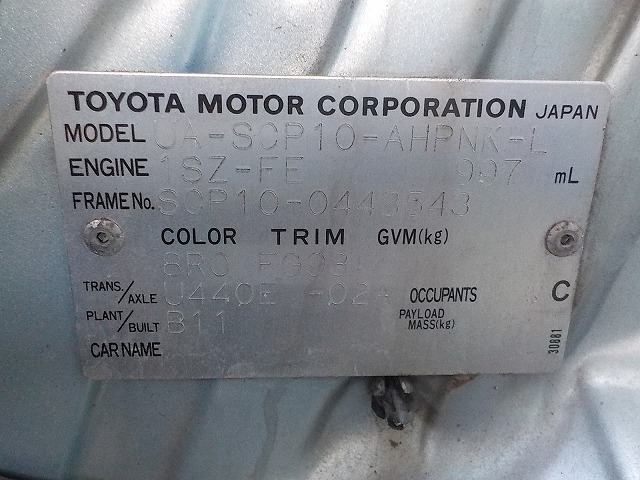 TOYOTA MOTOR CORPORATION JAPAN
MODEL UA-SCP10-AHPNK-L
ENGINE 1SZ-FE 997 mL
FRAME No. SCP10-0443543
COLOR TRIM GVM(kg)
8R0
TRANS./AXLE U440E -02A OCCUPANTS C
PLANT/BUILT B11 PAYLOAD MASS(kg)
CAR NAME
30881